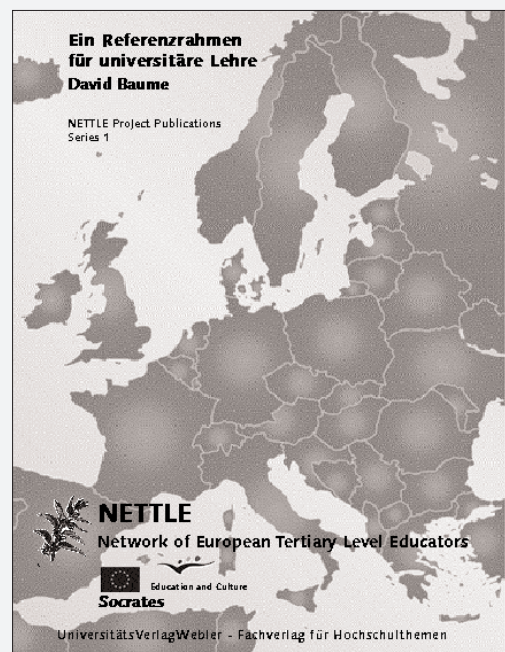 Ein Referenzrahmen
für universitäre Lehre
David Baume
NETTLE Project Publications
Series 1
NETTLE
Network of European Tertiary Level Educators
Education and Culture
Socrates
UniversitätsVerlagWebler - Fachverlag für Hochschulthemen